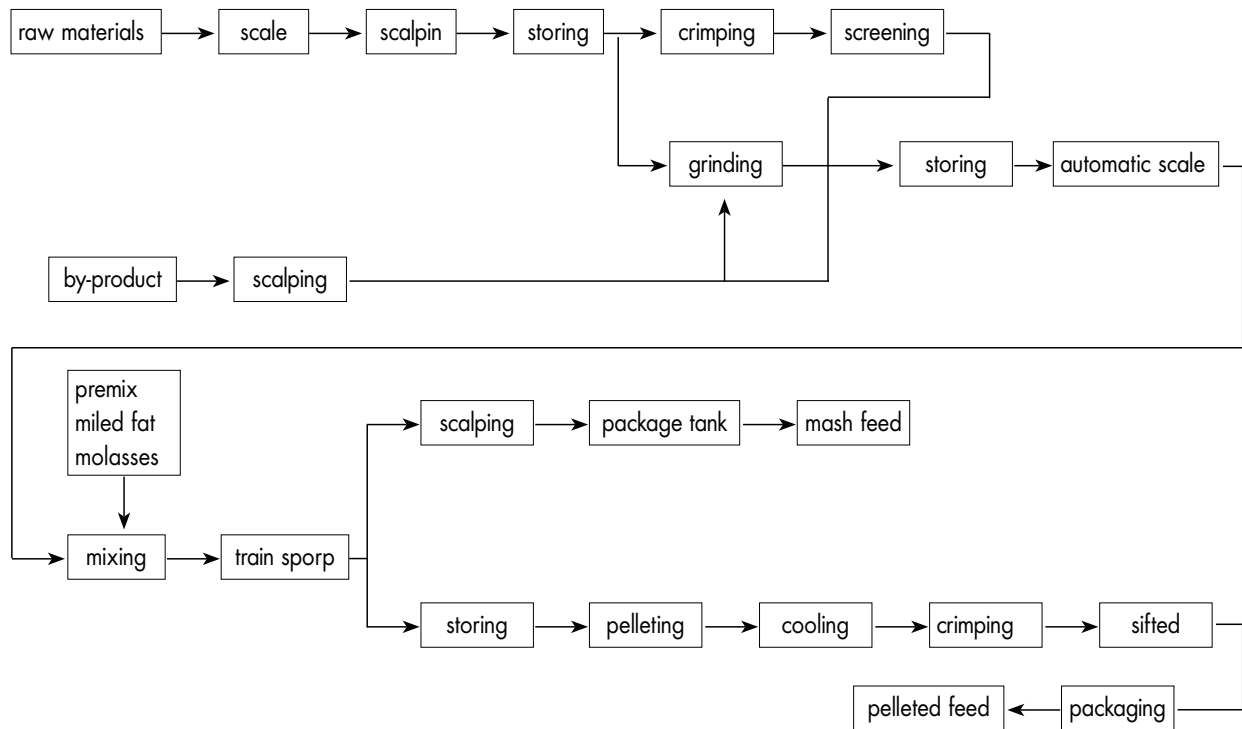 raw materials
scale
scalpin
storing
crimping
screening
grinding
storing
automatic scale
by-product
scalping
premix
miled fat
molasses
scalping
package tank
mash feed
mixing
train sporp
storing
pelleting
cooling
crimping
sifted
pelleted feed
packaging